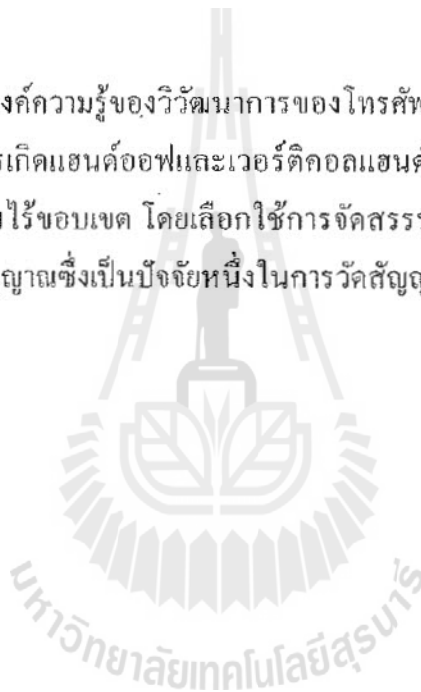 งค์ความรู้ของวิวัฒนาการของโทรศัพ
รเกิดแฮนด์ออฟและเวอร์ติคอลแฮนด์
ไร้ขอบเขต โดยเลือกใช้การจัดสรร
ญาณซึ่งเป็นปัจจัยหนึ่งในการวัดสัญญ
มหาวิทยาลัยเทคโนโลยีสุรนารี